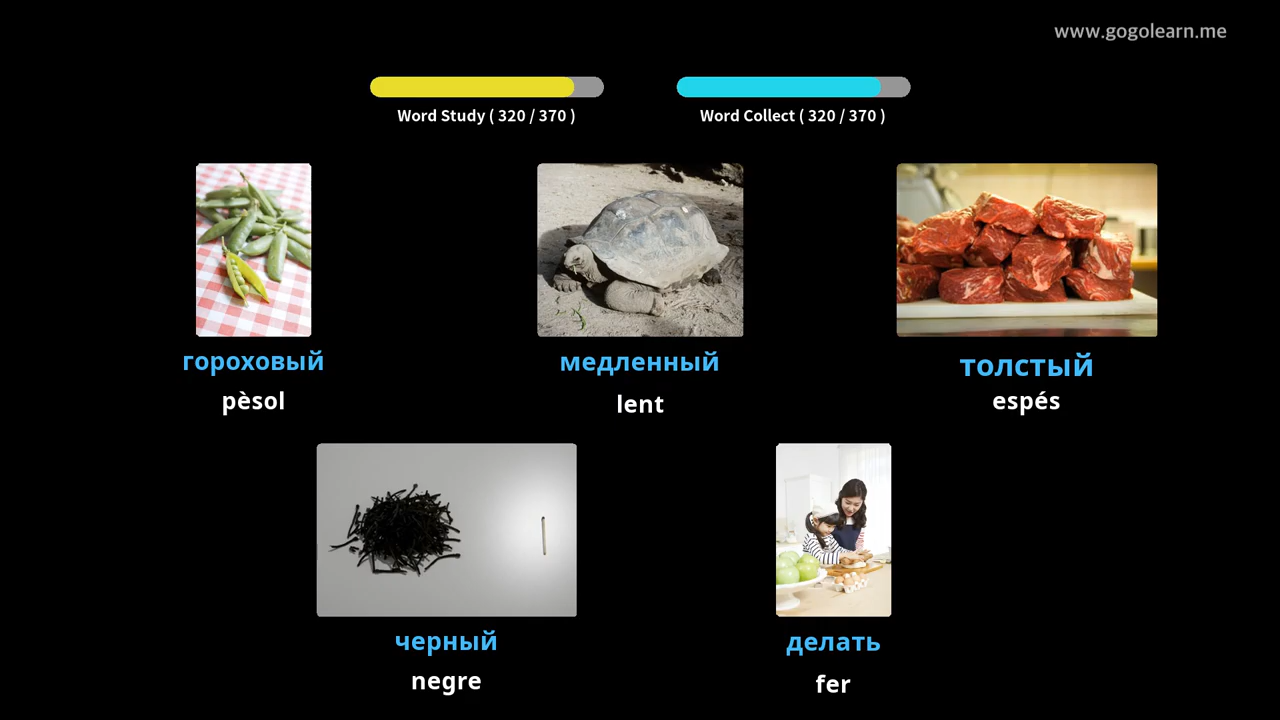 www.gogolearn.me
Word Study ( 320 / 370 )
Word Collect ( 320 / 370 )
гороховый
pèsol
медленный
lent
толстый
espés
черный
negre
делать
fer